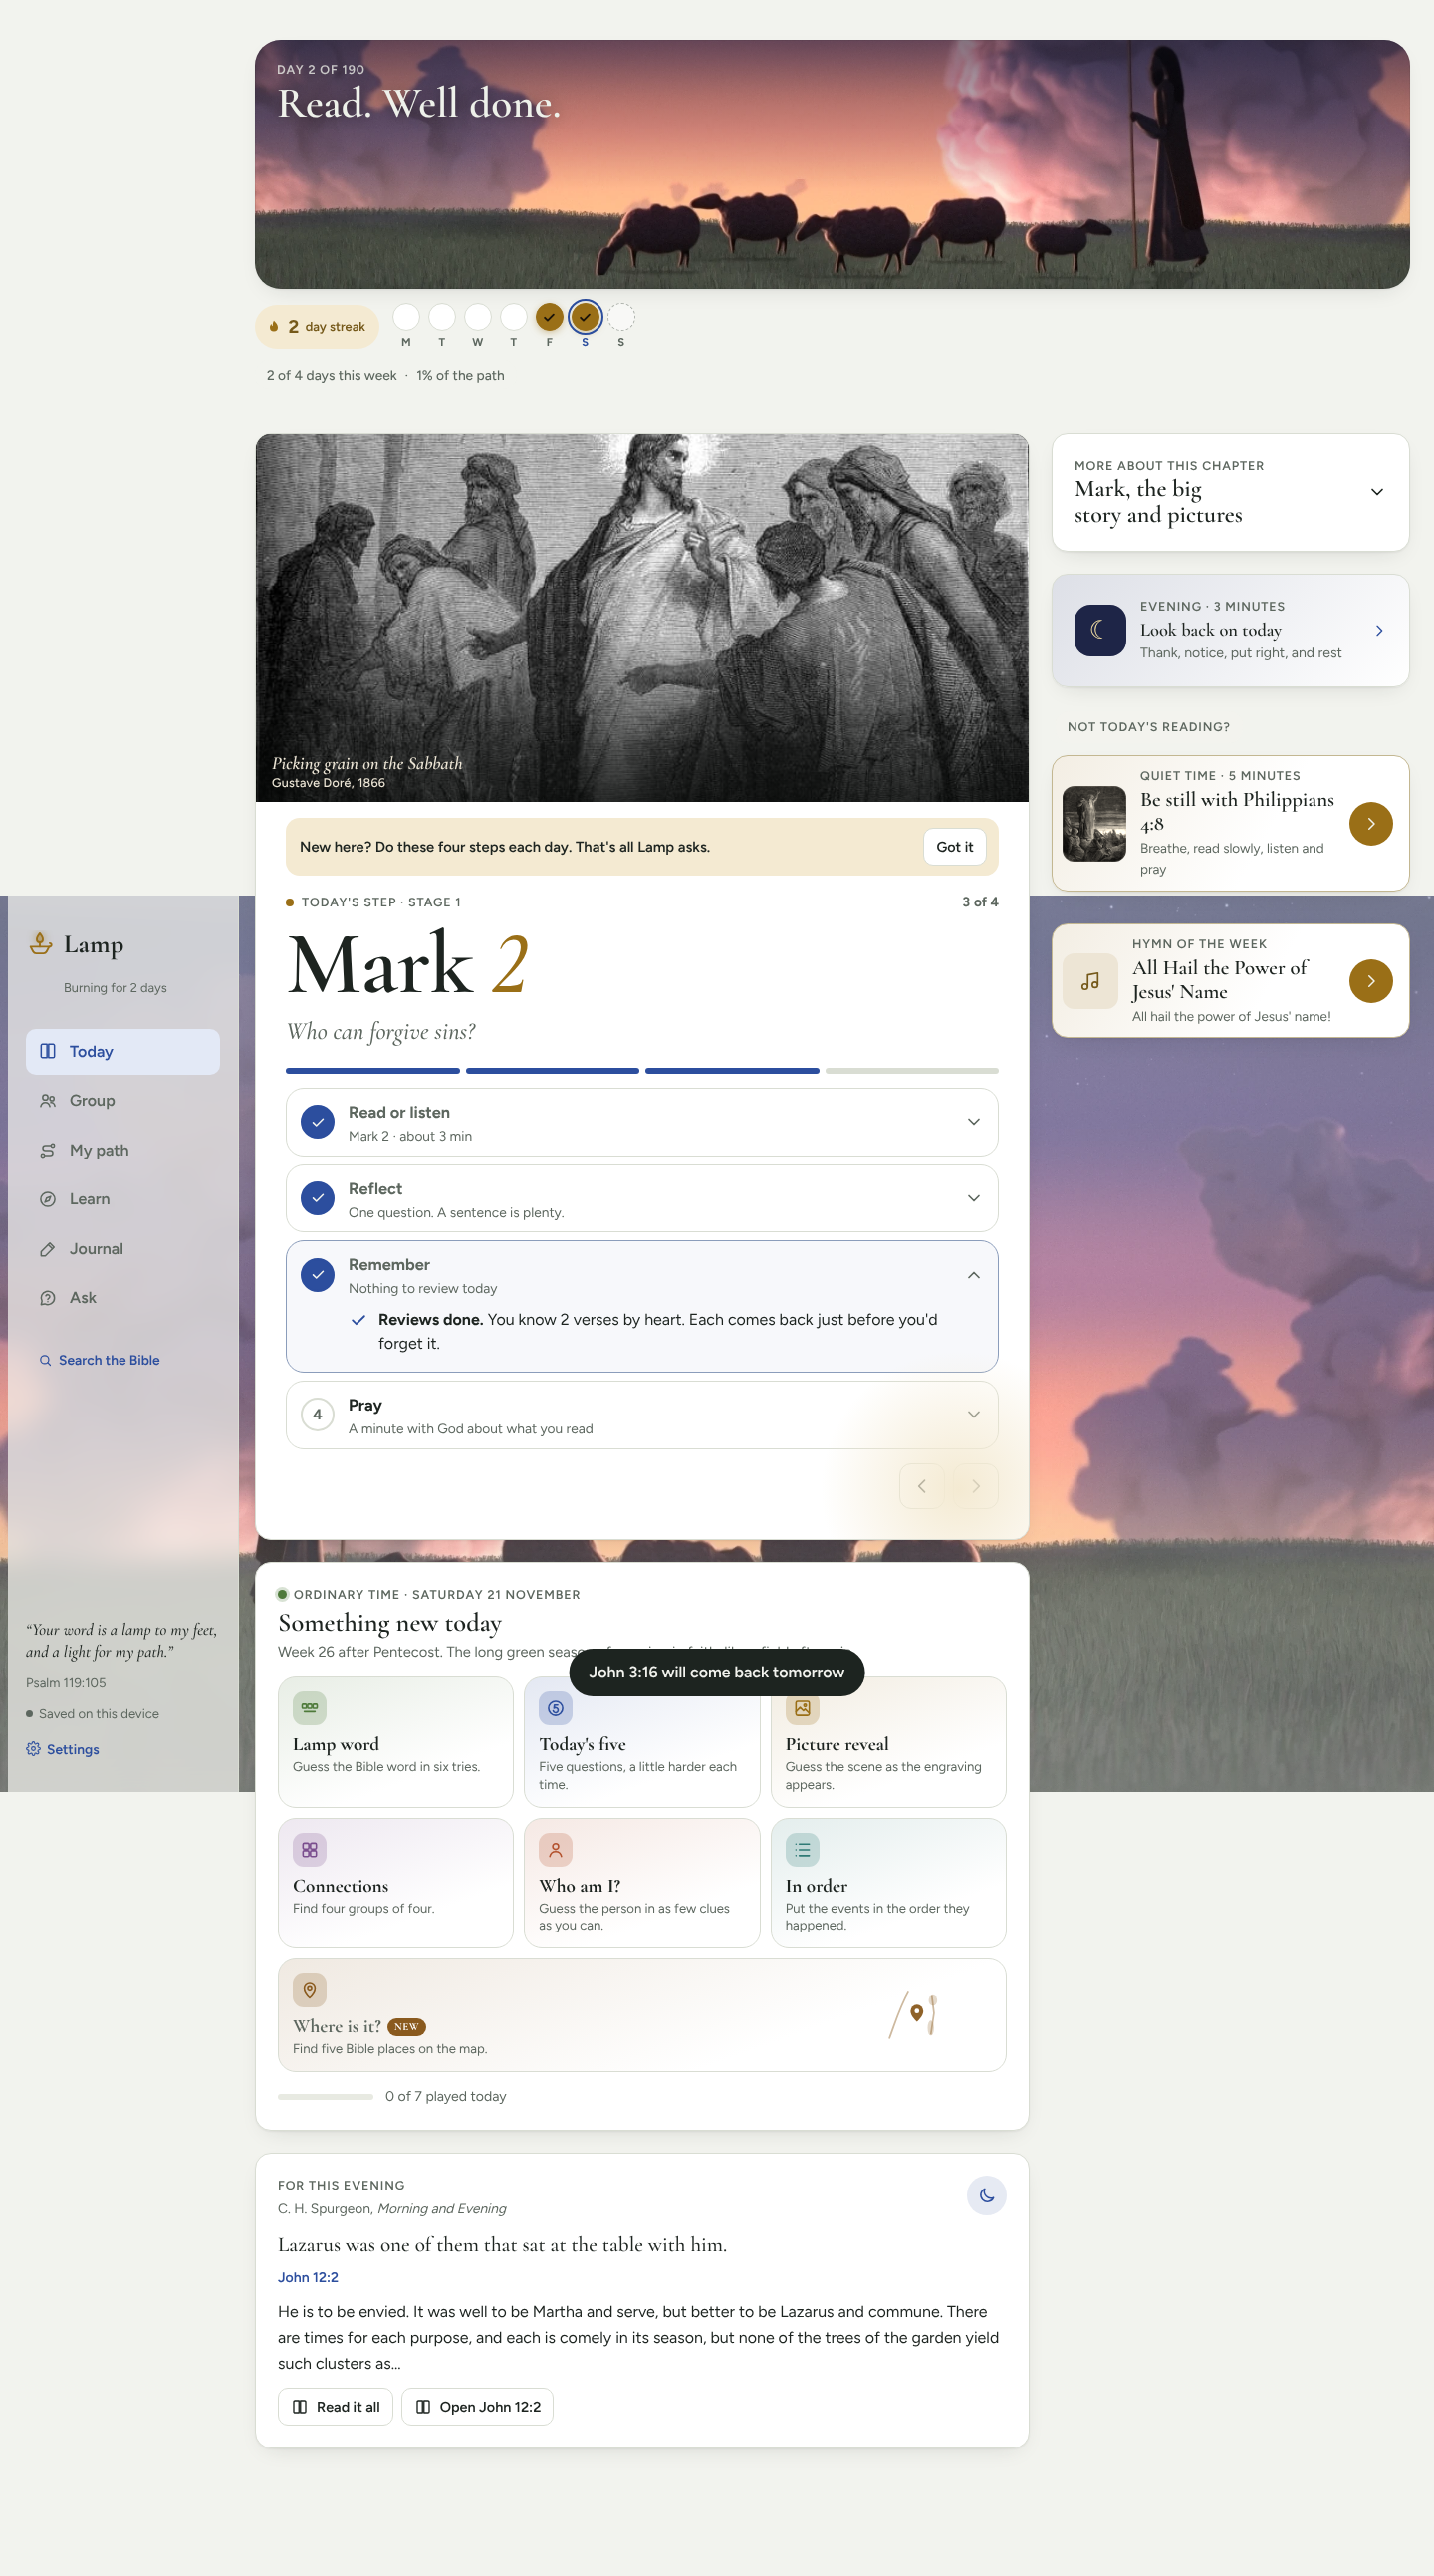 DAY 2 OF 190
Read. Well done.
2 day streak
M T W T F S S
2 of 4 days this week · 1% of the path
Picking grain on the Sabbath
Gustave Doré, 1866
New here? Do these four steps each day. That's all Lamp asks.
Got it
TODAY'S STEP · STAGE 1
3 of 4
Mark 2
Who can forgive sins?
Read or listen
Mark 2 · about 3 min
Reflect
One question. A sentence is plenty.
Remember
Nothing to review today
Reviews done. You know 2 verses by heart. Each comes back just before you'd
forget it.
4
Pray
A minute with God about what you read
MORE ABOUT THIS CHAPTER
Mark, the big
story and pictures
EVENING · 3 MINUTES
Look back on today
Thank, notice, put right, and rest
NOT TODAY'S READING?
QUIET TIME · 5 MINUTES
Be still with Philippians
4:8
Breathe, read slowly, listen and
pray
HYMN OF THE WEEK
All Hail the Power of
Jesus' Name
All hail the power of Jesus' name!
Lamp
Burning for 2 days
Today
Group
My path
Learn
Journal
Ask
Search the Bible
“Your word is a lamp to my feet,
and a light for my path.”
Psalm 119:105
Saved on this device
Settings
ORDINARY TIME · SATURDAY 21 NOVEMBER
Something new today
Week 26 after Pentecost. The long green
John 3:16 will come back tomorrow
Lamp word
Guess the Bible word in six tries.
5
Today's five
Five questions, a little harder each
time.
Picture reveal
Guess the scene as the engraving
appears.
Connections
Find four groups of four.
Who am I?
Guess the person in as few clues
as you can.
In order
Put the events in the order they
happened.
Where is it? NEW
Find five Bible places on the map.
0 of 7 played today
FOR THIS EVENING
C. H. Spurgeon, Morning and Evening
Lazarus was one of them that sat at the table with him.
John 12:2
He is to be envied. It was well to be Martha and serve, but better to be Lazarus and commune. There
are times for each purpose, and each is comely in its season, but none of the trees of the garden yield
such clusters as…
Read it all
Open John 12:2